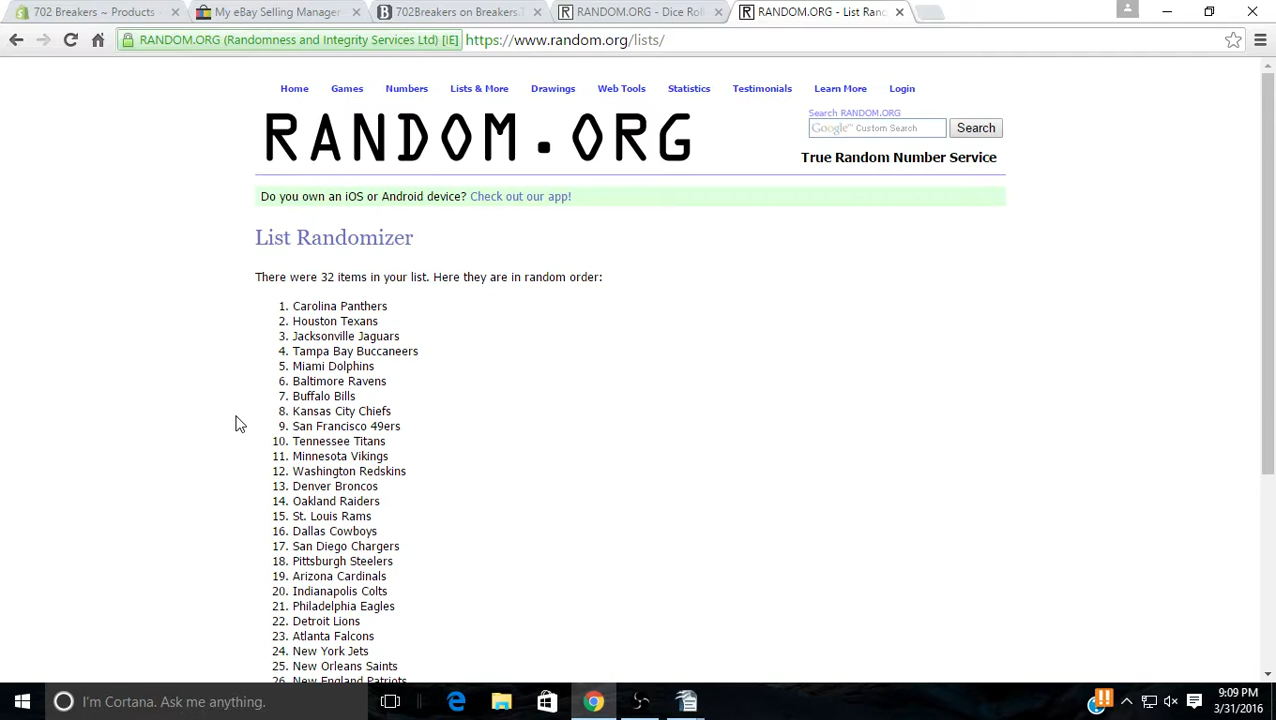 702 Breakers ~ Products
My eBay Selling Manager
702Breakers on Breakers.T
RANDOM.ORG - Dice Roll
RANDOM.ORG - List Rand
RANDOM.ORG (Randomness and Integrity Services Ltd) [IE]
https://www.random.org/lists/
Home Games Numbers Lists & More Drawings Web Tools Statistics Testimonials Learn More Login
Search RANDOM.ORG
Google™ Custom Search
Search
RANDOM.ORG
True Random Number Service
Do you own an iOS or Android device? Check out our app!
List Randomizer
There were 32 items in your list. Here they are in random order:
1. Carolina Panthers
2. Houston Texans
3. Jacksonville Jaguars
4. Tampa Bay Buccaneers
5. Miami Dolphins
6. Baltimore Ravens
7. Buffalo Bills
8. Kansas City Chiefs
9. San Francisco 49ers
10. Tennessee Titans
11. Minnesota Vikings
12. Washington Redskins
13. Denver Broncos
14. Oakland Raiders
15. St. Louis Rams
16. Dallas Cowboys
17. San Diego Chargers
18. Pittsburgh Steelers
19. Arizona Cardinals
20. Indianapolis Colts
21. Philadelphia Eagles
22. Detroit Lions
23. Atlanta Falcons
24. New York Jets
25. New Orleans Saints
26. New England Patriots
I'm Cortana. Ask me anything.
9:09 PM
3/31/2016